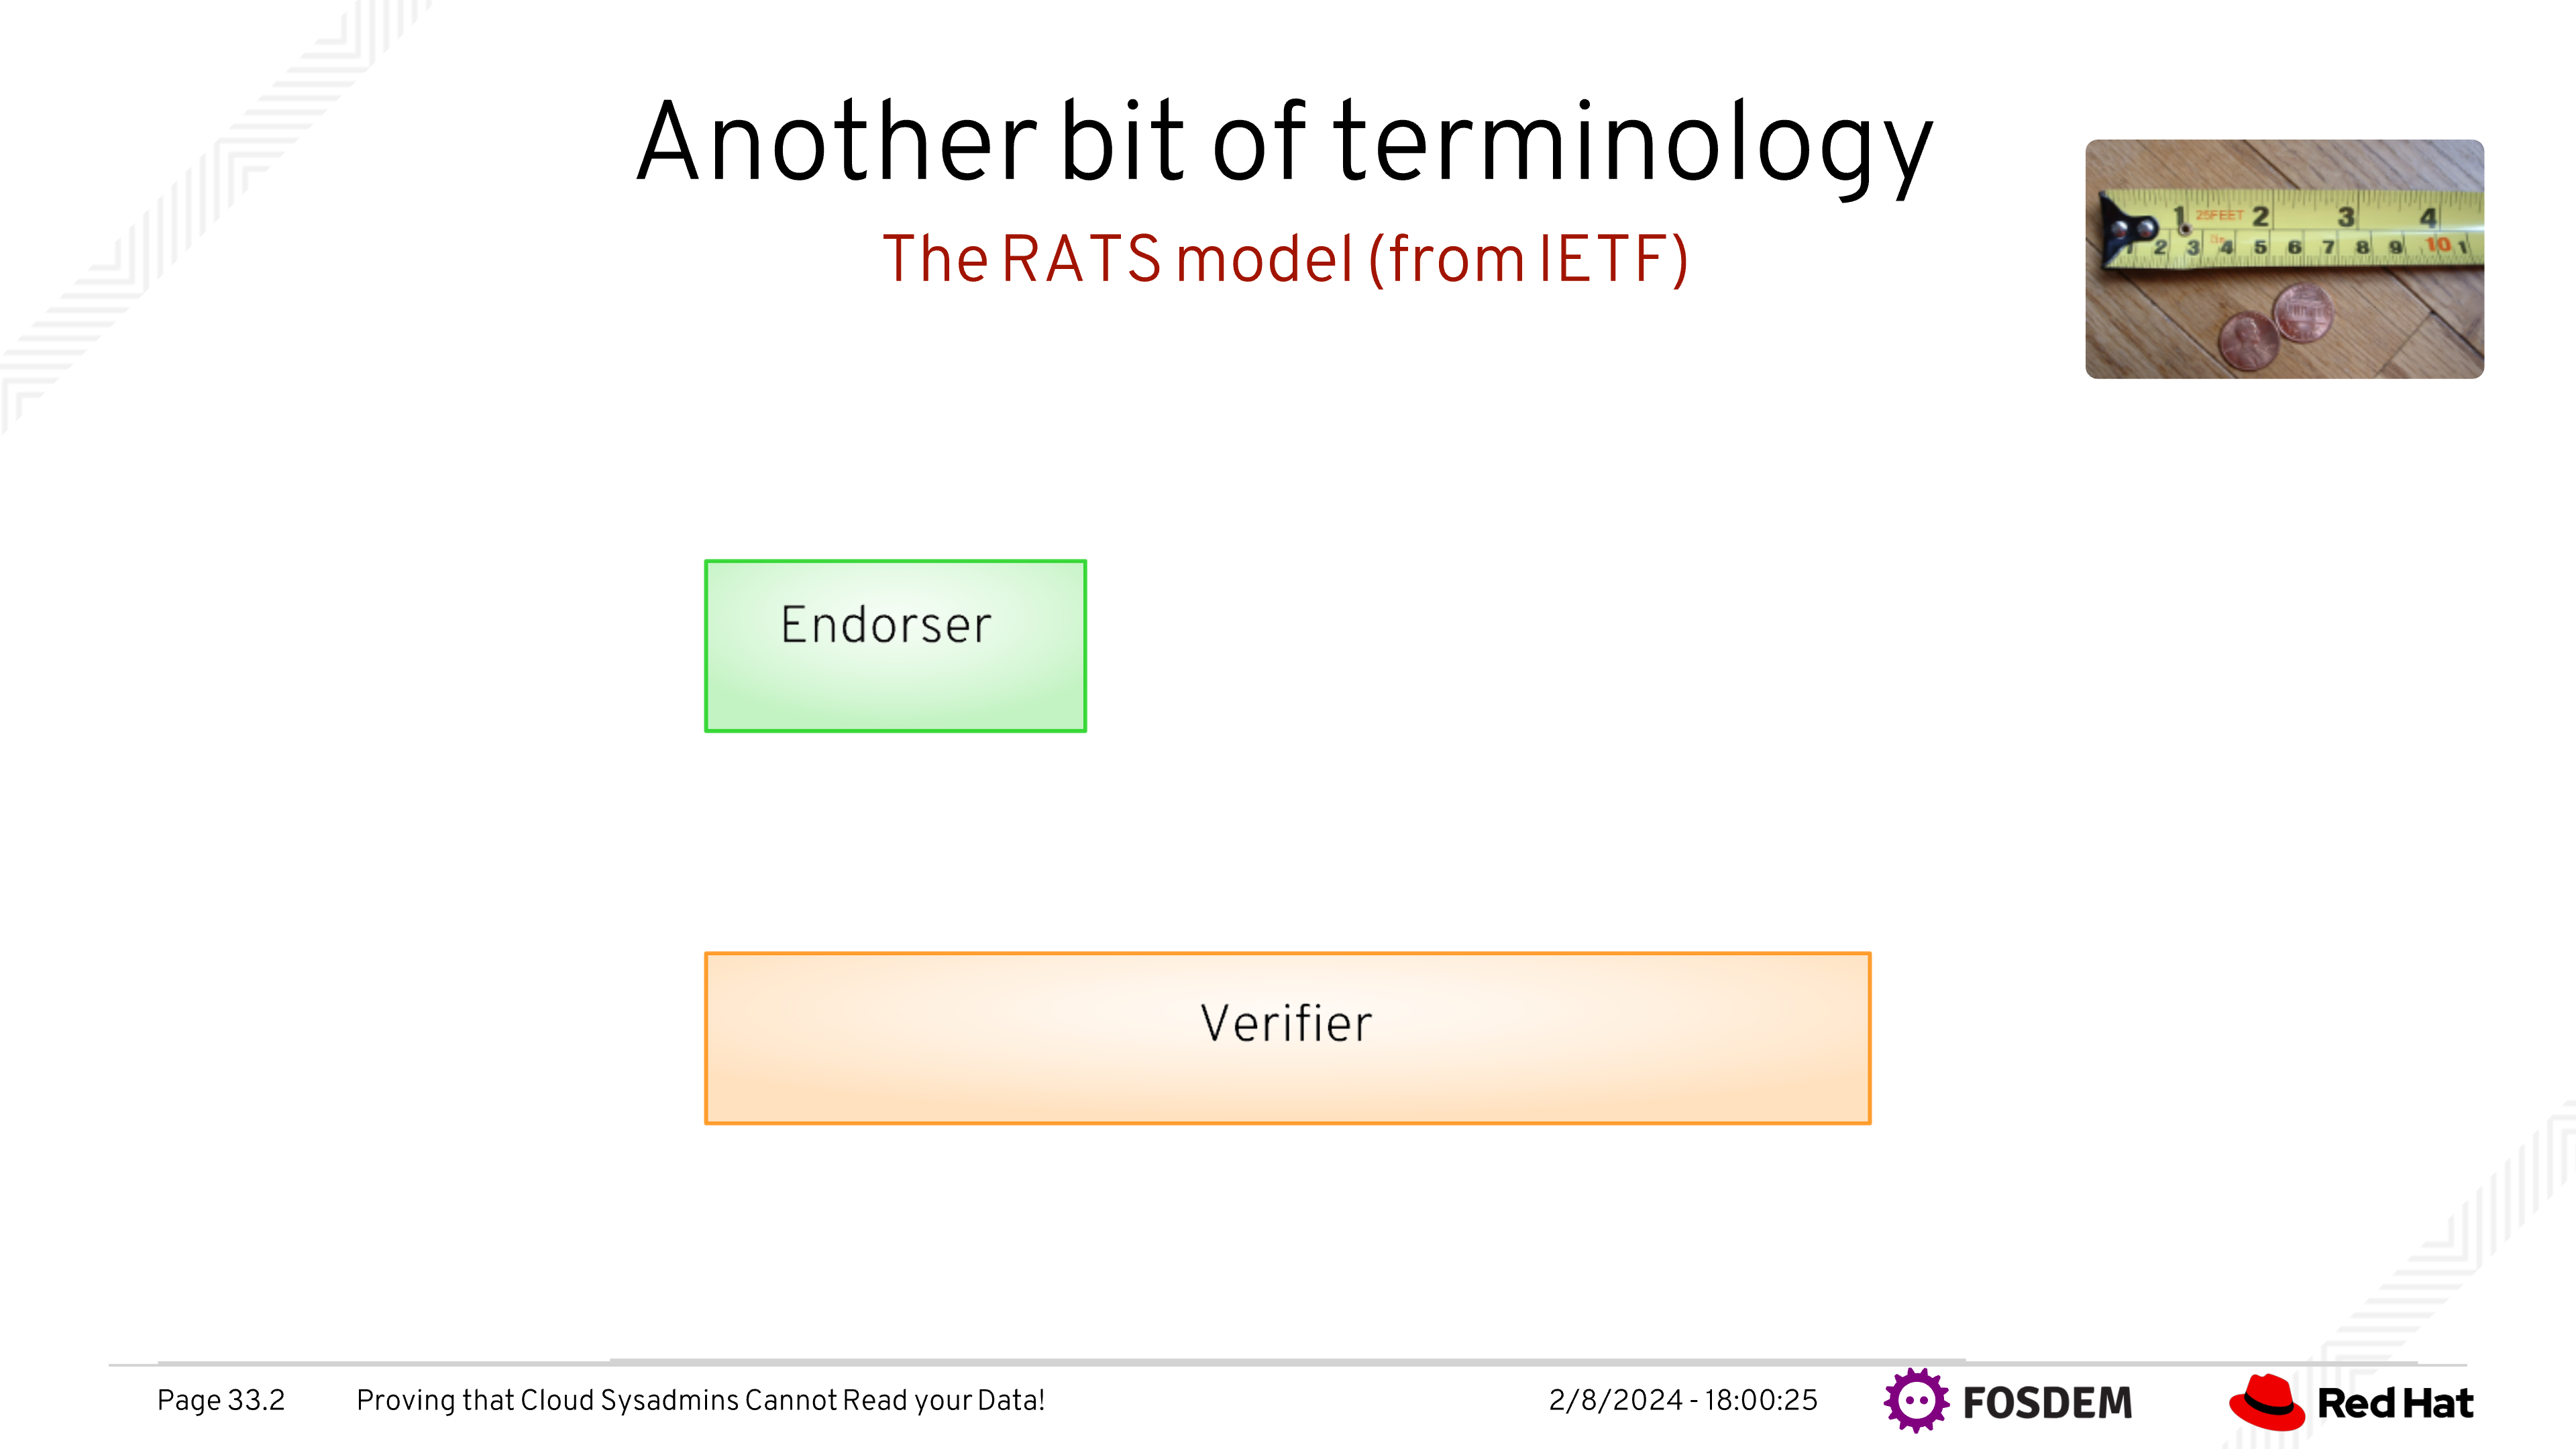 Another bit of terminology
The RATS model (from IETF)
1 25FEET 2 3 4
1 2 3 4 5 6 7 8 9 10 1
Endorser
Verifier
Page 33.2 Proving that Cloud Sysadmins Cannot Read your Data! 2/8/2024 - 18:00:25 FOSDEM Red Hat